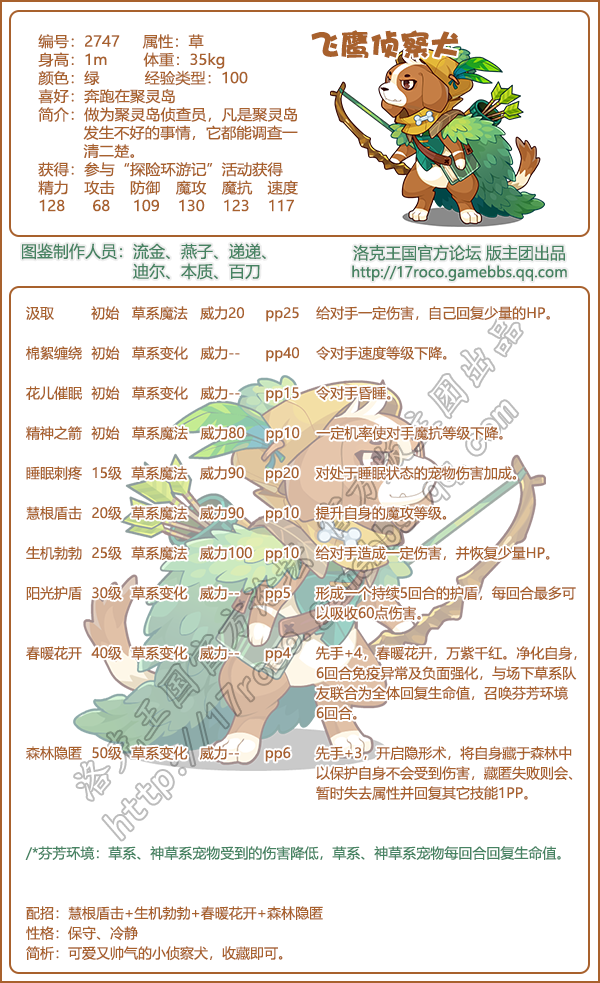 飞鹰侦察犬
编号：2747 属性：草
身高：1m 体重：35kg
颜色：绿 经验类型：100
喜好：奔跑在聚灵岛
简介：做为聚灵岛侦查员，凡是聚灵岛
发生不好的事情，它都能调查一
清二楚。
获得：参与“探险环游记”活动获得
精力 攻击 防御 魔攻 魔抗 速度
128 68 109 130 123 117
图鉴制作人员：流金、燕子、递递、
迪尔、本质、百刀
洛克王国官方论坛 版主团出品
http://17roco.gamebbs.qq.com
汲取 初始 草系魔法 威力20 pp25 给对手一定伤害，自己回复少量的HP。
棉絮缠绕 初始 草系变化 威力-- pp40 令对手速度等级下降。
花儿催眠 初始 草系变化 威力-- pp15 令对手昏睡。
精神之箭 初始 草系魔法 威力80 pp10 一定机率使对手魔抗等级下降。
睡眠刺疼 15级 草系魔法 威力90 pp20 对处于睡眠状态的宠物伤害加成。
慧根盾击 20级 草系魔法 威力90 pp10 提升自身的魔攻等级。
生机勃勃 25级 草系魔法 威力100 pp10 给对手造成一定伤害，并恢复少量HP。
阳光护盾 30级 草系变化 威力-- pp5 形成一个持续5回合的护盾，每回合最多可
以吸收60点伤害。
春暖花开 40级 草系变化 威力-- pp4 先手+4，春暖花开，万紫千红。净化自身，
6回合免疫异常及负面强化，与场下草系队
友联合为全体回复生命值，召唤芬芳环境
6回合。
森林隐匿 50级 草系变化 威力-- pp6 先手+3，开启隐形术，将自身藏于森林中
以保护自身不会受到伤害，藏匿失败则会、
暂时失去属性并回复其它技能1PP。
/*芬芳环境：草系、神草系宠物受到的伤害降低，草系、神草系宠物每回合回复生命值。
配招：慧根盾击+生机勃勃+春暖花开+森林隐匿
性格：保守、冷静
简析：可爱又帅气的小侦察犬，收藏即可。
洛克王国官方论坛版主团出品
http://17roco.gamebbs.qq.com